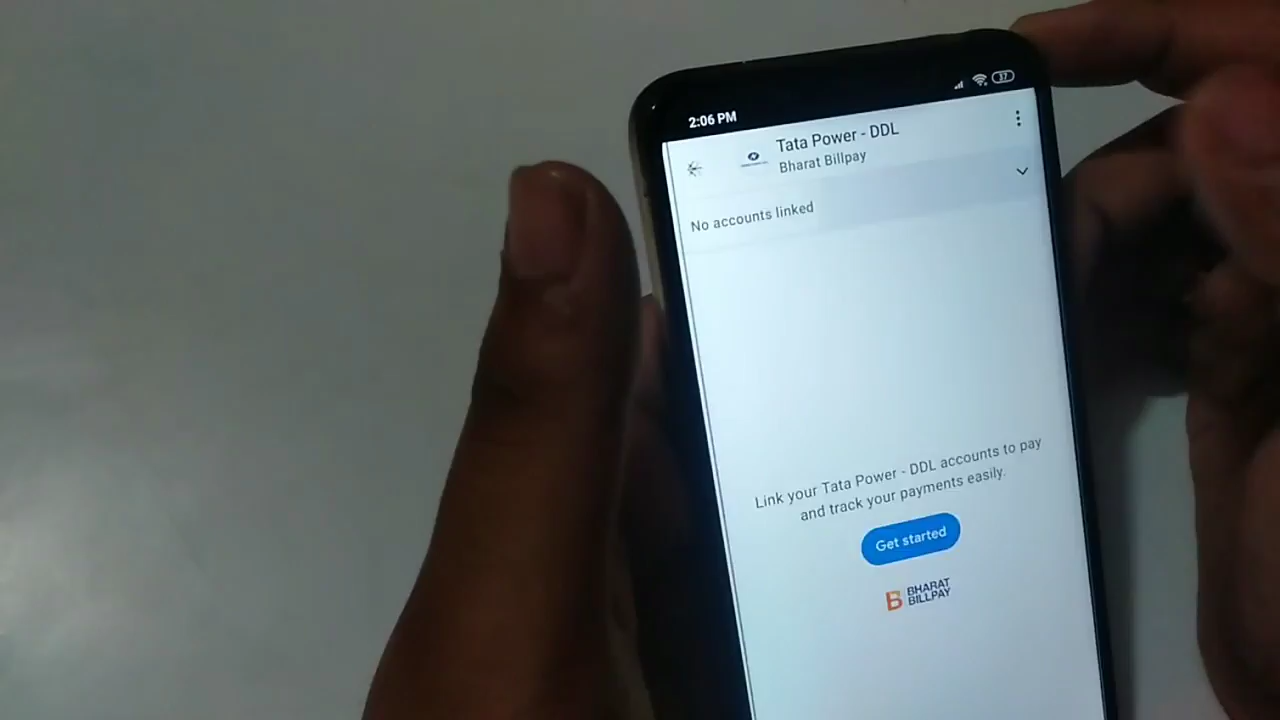 2:06 PM
37
Tata Power - DDL
Bharat Billpay
No accounts linked
Link your Tata Power - DDL accounts to pay
and track your payments easily.
Get started
BHARAT
BILLPAY